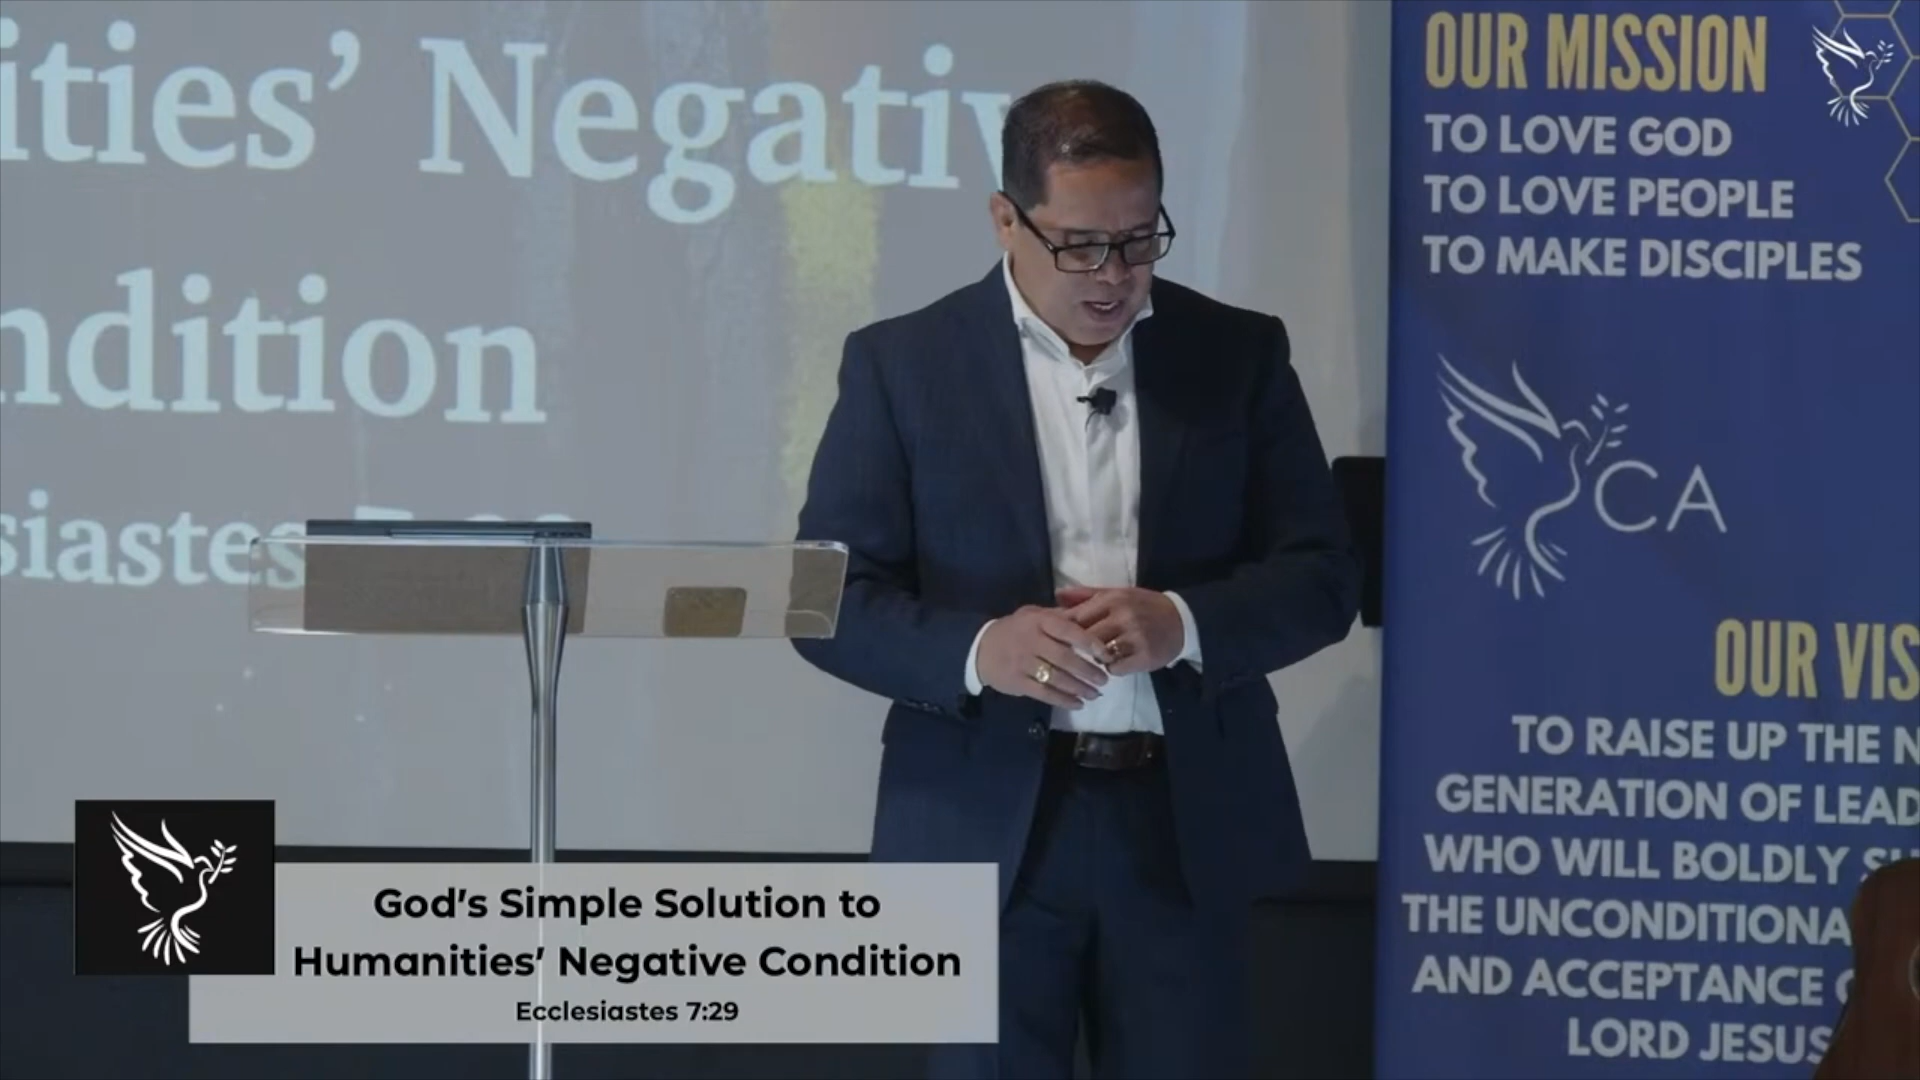 ities’ Negativ
ndition
siastes
OUR MISSION
TO LOVE GOD
TO LOVE PEOPLE
TO MAKE DISCIPLES
CA
OUR VIS
TO RAISE UP THE N
GENERATION OF LEAD
WHO WILL BOLDLY
THE UNCONDITIONA
AND ACCEPTANCE
LORD JESUS
God’s Simple Solution to
Humanities’ Negative Condition
Ecclesiastes 7:29